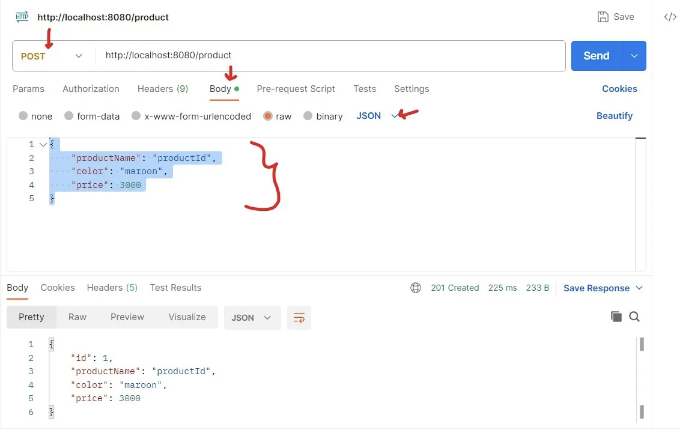 HTTP http://localhost:8080/product Save </>
POST http://localhost:8080/product Send
Params Authorization Headers (9) Body Pre-request Script Tests Settings Cookies
none form-data x-www-form-urlencoded raw binary JSON Beautify
1 {
2 "productName": "productId",
3 "color": "maroon",
4 "price": 3000
5 }
Body Cookies Headers (5) Test Results 201 Created 225 ms 233 B Save Response
Pretty Raw Preview Visualize JSON
1 {
2 "id": 1,
3 "productName": "productId",
4 "color": "maroon",
5 "price": 3000
6 }